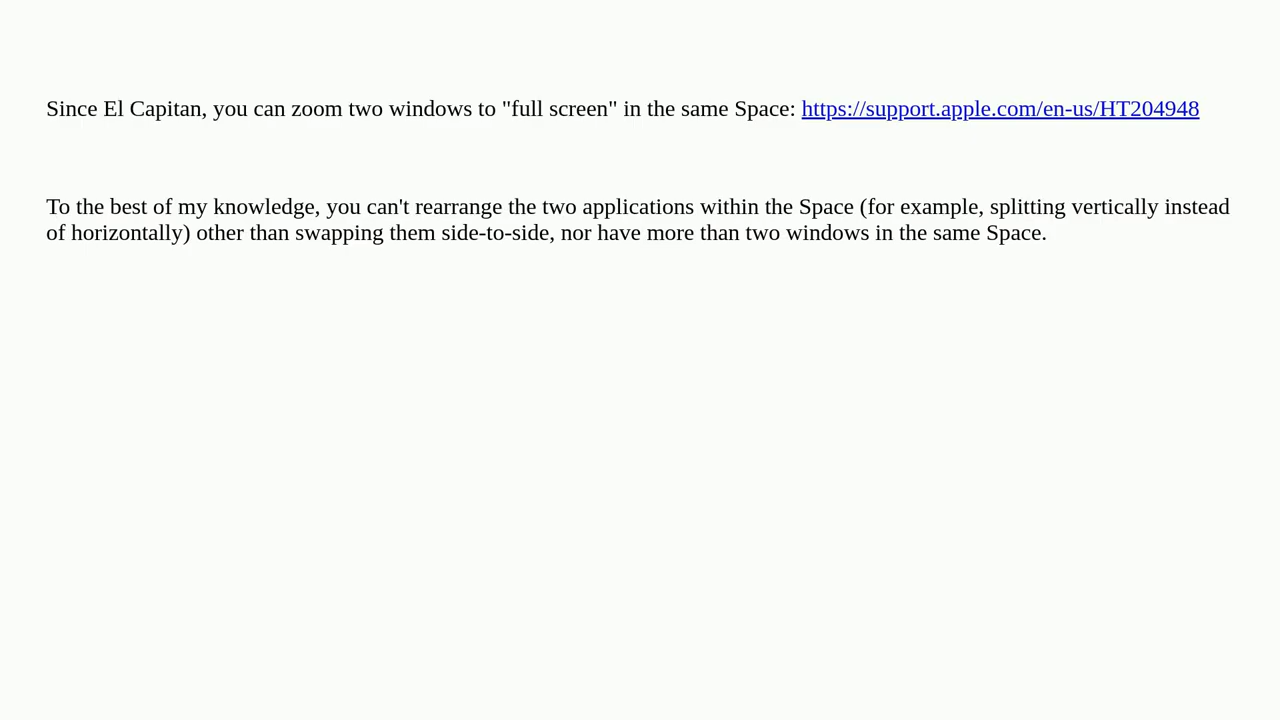 Since El Capitan, you can zoom two windows to "full screen" in the same Space: https://support.apple.com/en-us/HT204948
To the best of my knowledge, you can't rearrange the two applications within the Space (for example, splitting vertically instead
of horizontally) other than swapping them side-to-side, nor have more than two windows in the same Space.